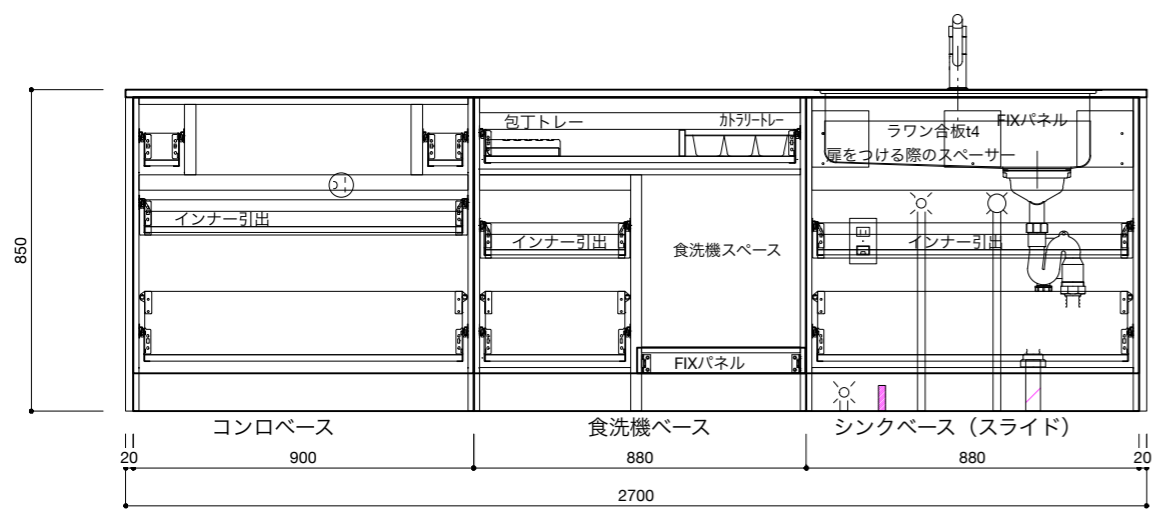 包丁トレー
カトラリートレー
FIXパネル
ラワン合板t4
扉をつける際のスペーサー
インナー引出
インナー引出
食洗機スペース
インナー引出
FIXパネル
850
コンロベース
食洗機ベース
シンクベース（スライド）
20
900
880
880
20
2700